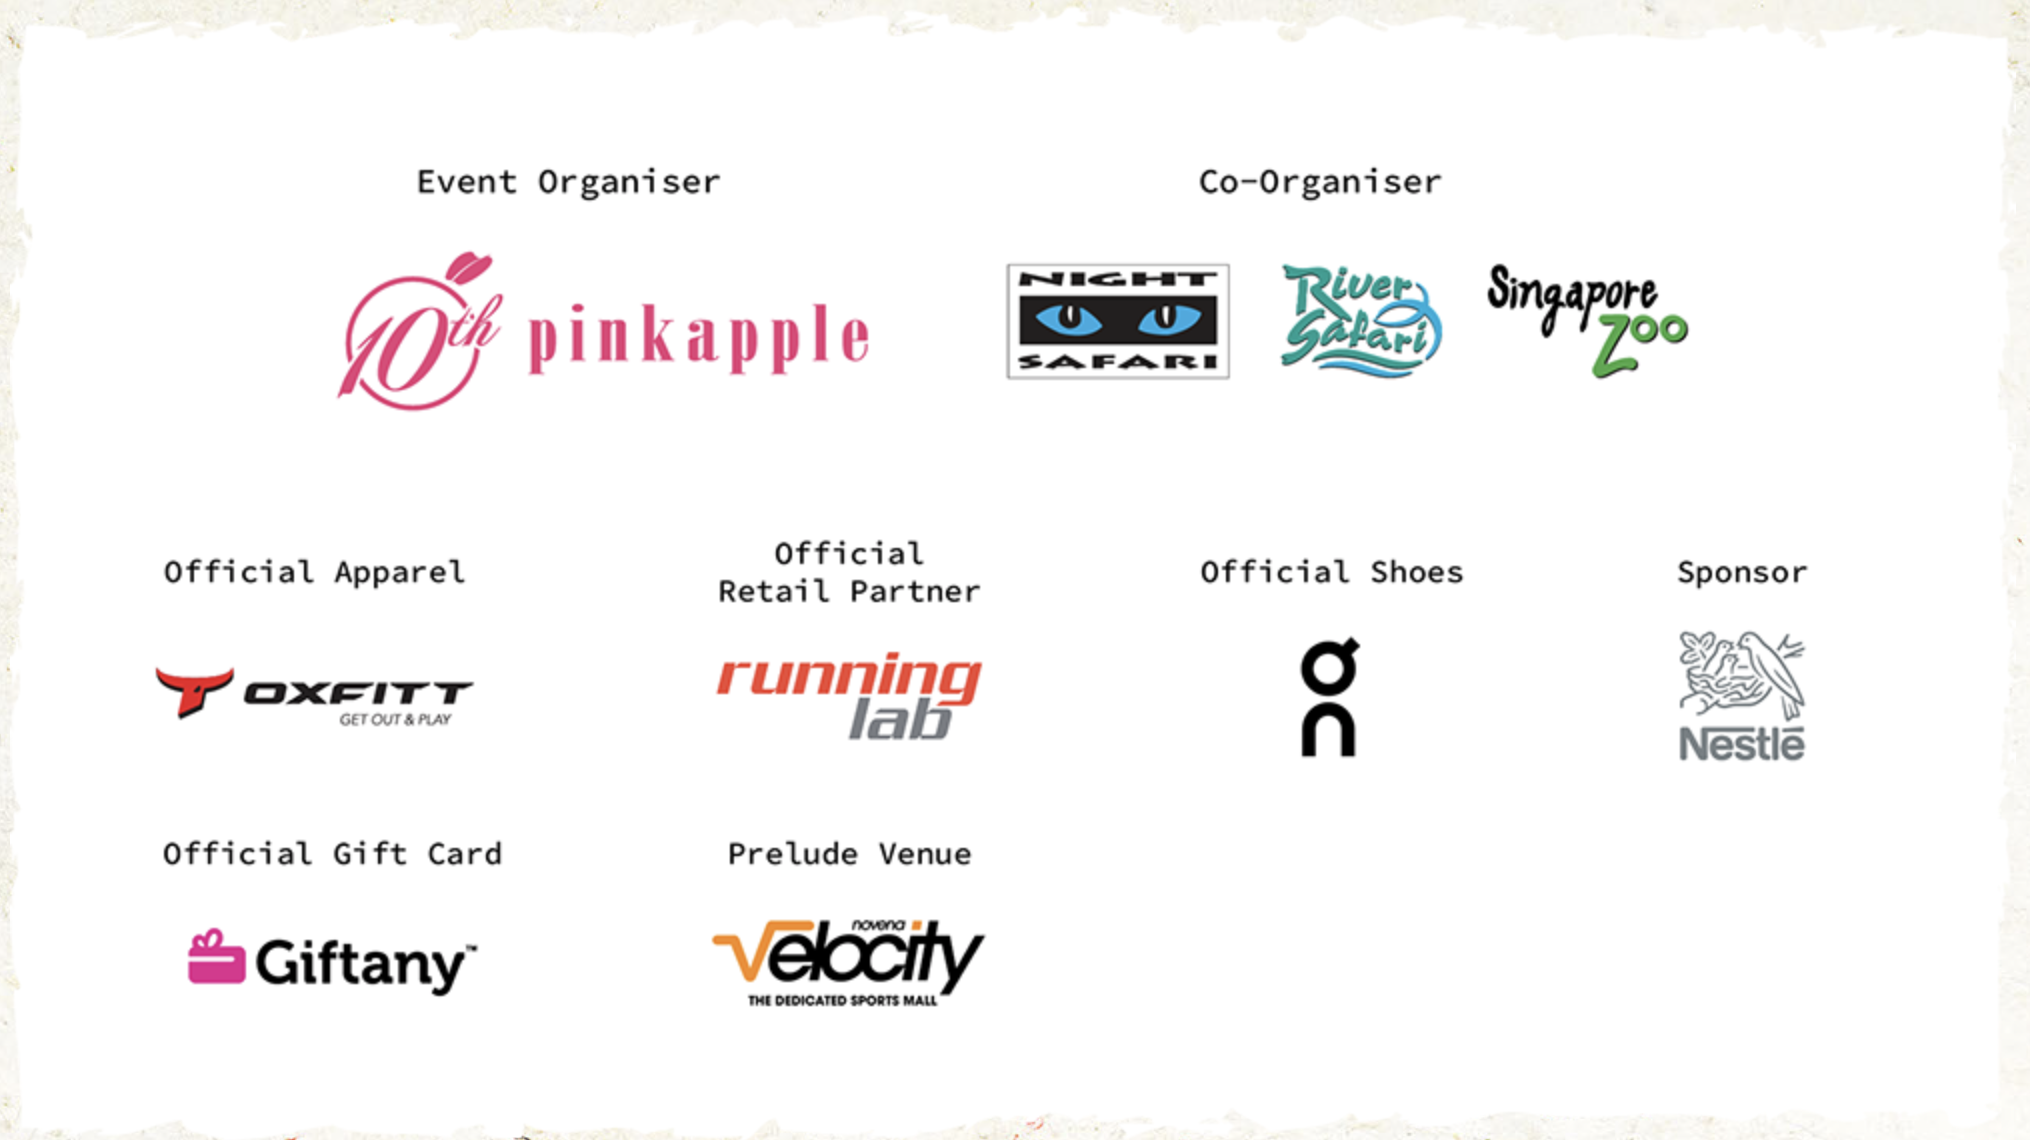 Event Organiser
Co-Organiser
10th pinkapple
NIGHT
SAFARI
River
Safari
Singapore
Zoo
Official Apparel
Official
Retail Partner
Official Shoes
Sponsor
OXFITT
GET OUT & PLAY
running
lab
on
Nestlē
Official Gift Card
Prelude Venue
Giftany™
novena
Velocity
THE DEDICATED SPORTS MALL